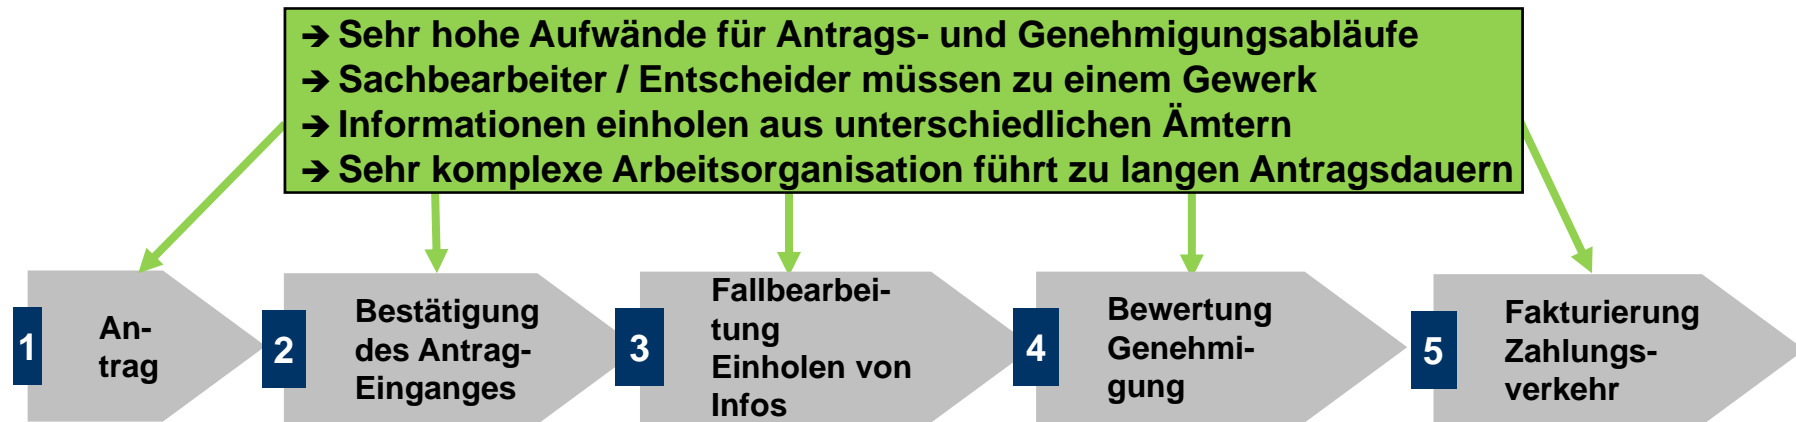 ➔ Sehr hohe Aufwände für Antrags- und Genehmigungsabläufe
➔ Sachbearbeiter / Entscheider müssen zu einem Gewerk
➔ Informationen einholen aus unterschiedlichen Ämtern
➔ Sehr komplexe Arbeitsorganisation führt zu langen Antragsdauern
1
An-
trag
2
Bestätigung
des Antrag-
Einganges
3
Fallbearbei-
tung
Einholen von
Infos
4
Bewertung
Genehmi-
gung
5
Fakturierung
Zahlungs-
verkehr